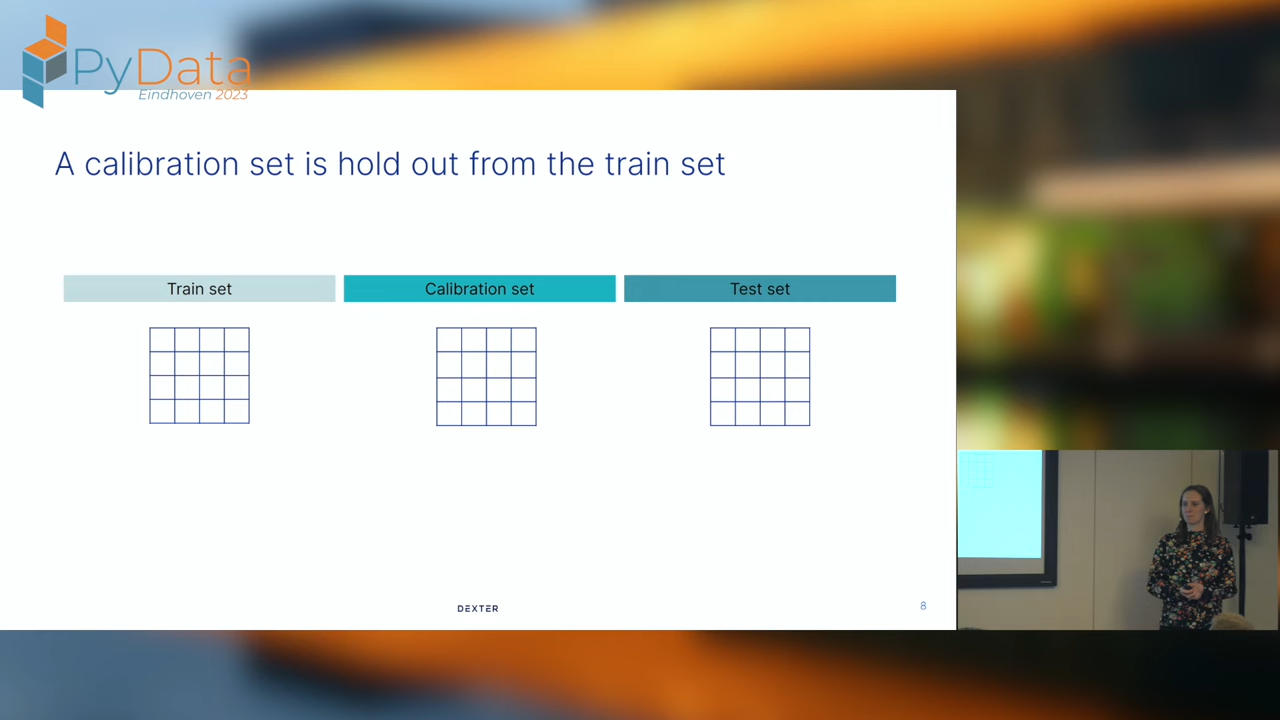 PyData
Eindhoven 2023
A calibration set is hold out from the train set
Train set
Calibration set
Test set
DEXTER
8